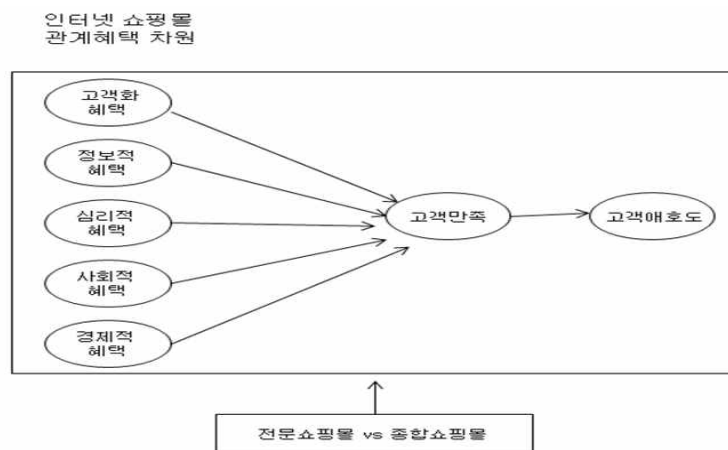 인터넷 쇼핑몰
관계혜택 차원
고객화
혜택
정보적
혜택
심리적
혜택
사회적
혜택
경제적
혜택
고객만족
고객애호도
전문쇼핑몰 vs 종합쇼핑몰